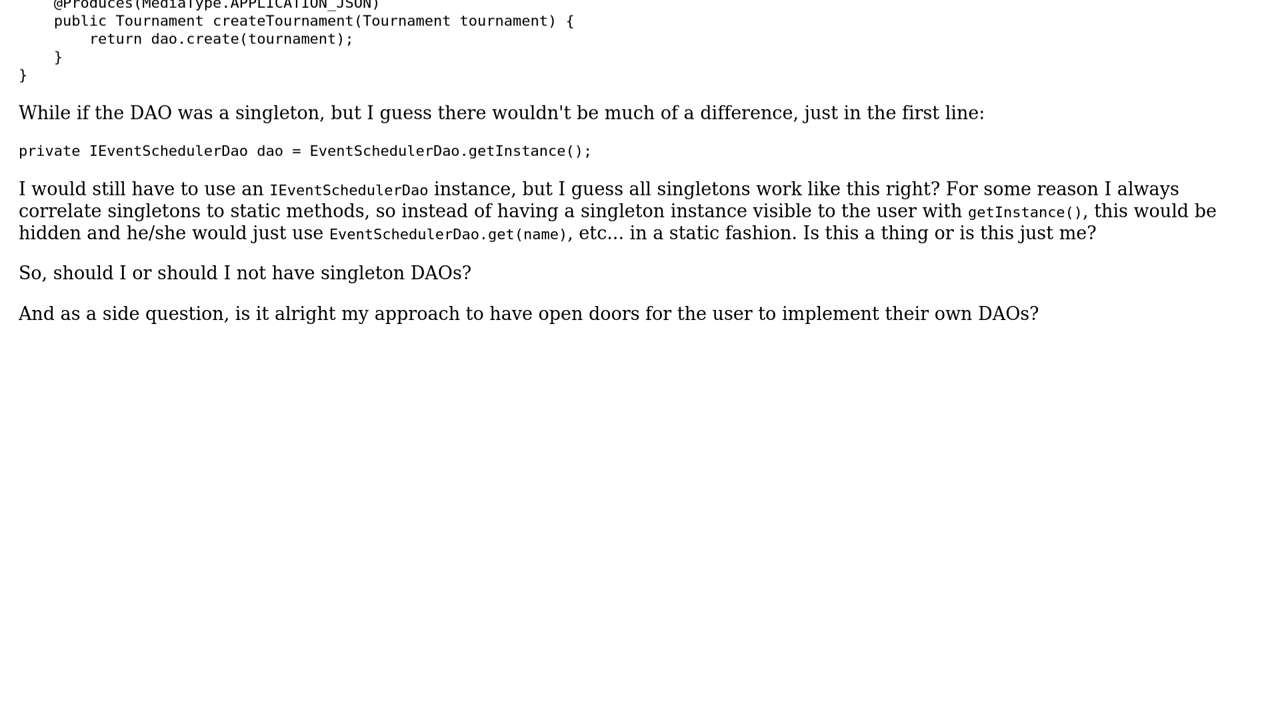 @Produces(MediaType.APPLICATION_JSON)
public Tournament createTournament(Tournament tournament) {
return dao.create(tournament);
}
}
While if the DAO was a singleton, but I guess there wouldn't be much of a difference, just in the first line:
private IEventSchedulerDao dao = EventSchedulerDao.getInstance();
I would still have to use an IEventSchedulerDao instance, but I guess all singletons work like this right? For some reason I always
correlate singletons to static methods, so instead of having a singleton instance visible to the user with getInstance(), this would be
hidden and he/she would just use EventSchedulerDao.get(name), etc... in a static fashion. Is this a thing or is this just me?
So, should I or should I not have singleton DAOs?
And as a side question, is it alright my approach to have open doors for the user to implement their own DAOs?